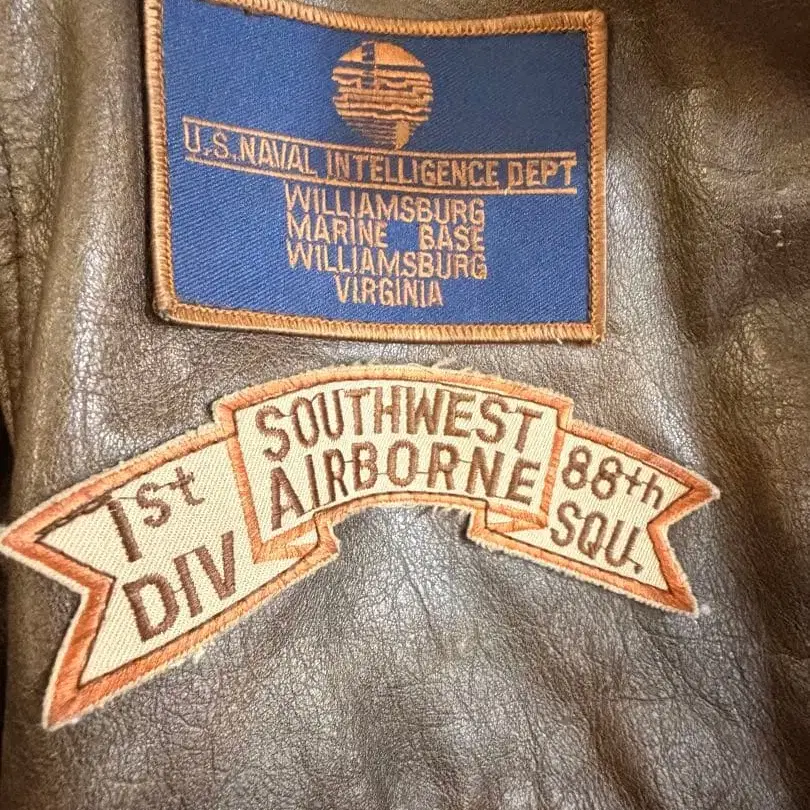 U.S. NAVAL INTELLIGENCE DEPT
WILLIAMSBURG
MARINE BASE
WILLIAMSBURG
VIRGINIA
1st
DIV
SOUTHWEST
AIRBORNE
88th
SQU.